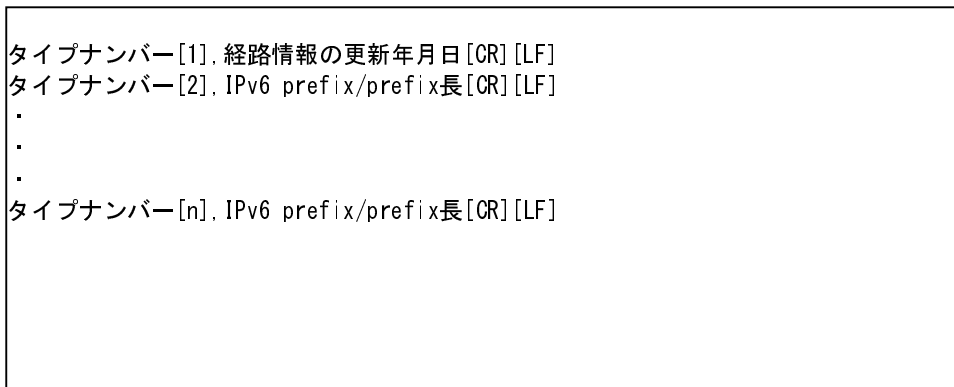 タイプナンバー[1],経路情報の更新年月日[CR][LF]
タイプナンバー[2],IPv6 prefix/prefix長[CR][LF]
・
・
・
タイプナンバー[n],IPv6 prefix/prefix長[CR][LF]